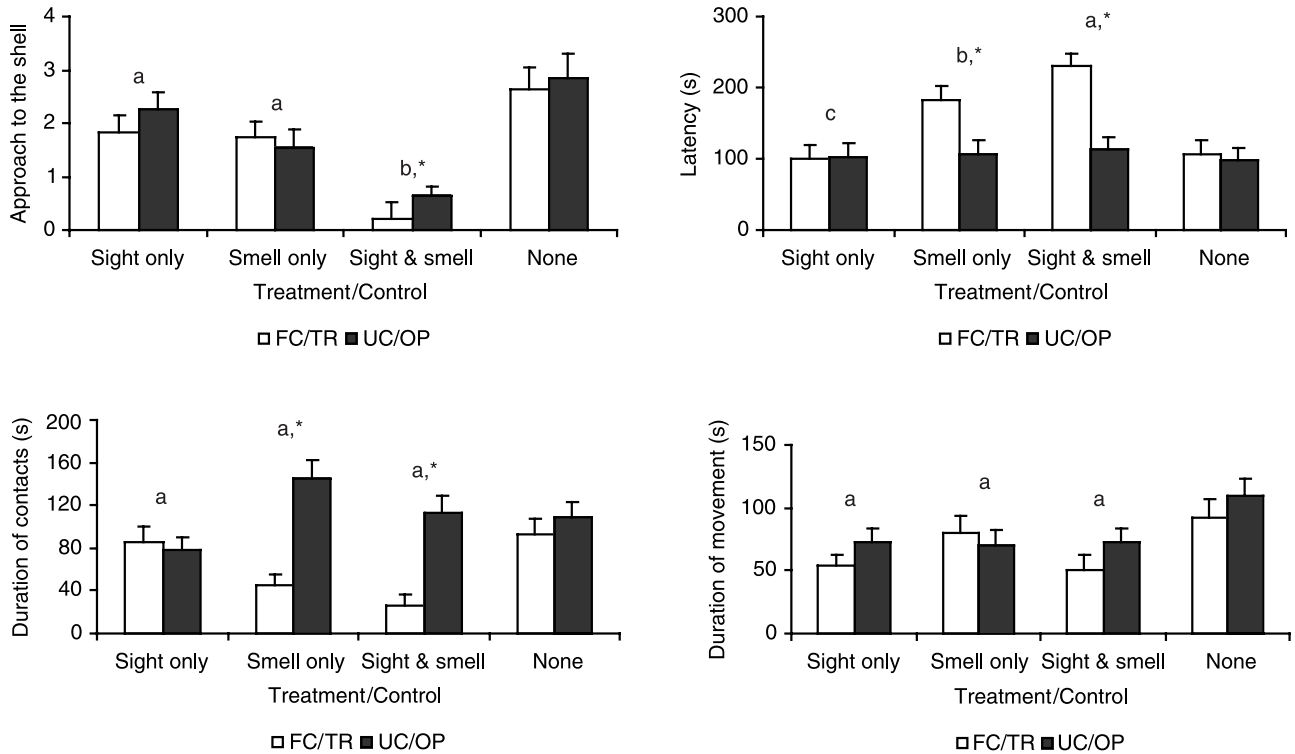 Approach to the shell
4
3
2
1
0
a
a
b,*
Sight only Smell only Sight & smell None
Treatment/Control
FC/TR UC/OP
Latency (s)
300
200
100
0
c
b,*
a,*
Sight only Smell only Sight & smell None
Treatment/Control
FC/TR UC/OP
Duration of contacts (s)
200
160
120
80
40
0
a
a,*
a,*
Sight only Smell only Sight & smell None
Treatment/Control
FC/TR UC/OP
Duration of movement (s)
150
100
50
0
a
a
a
Sight only Smell only Sight & smell None
Treatment/Control
FC/TR UC/OP